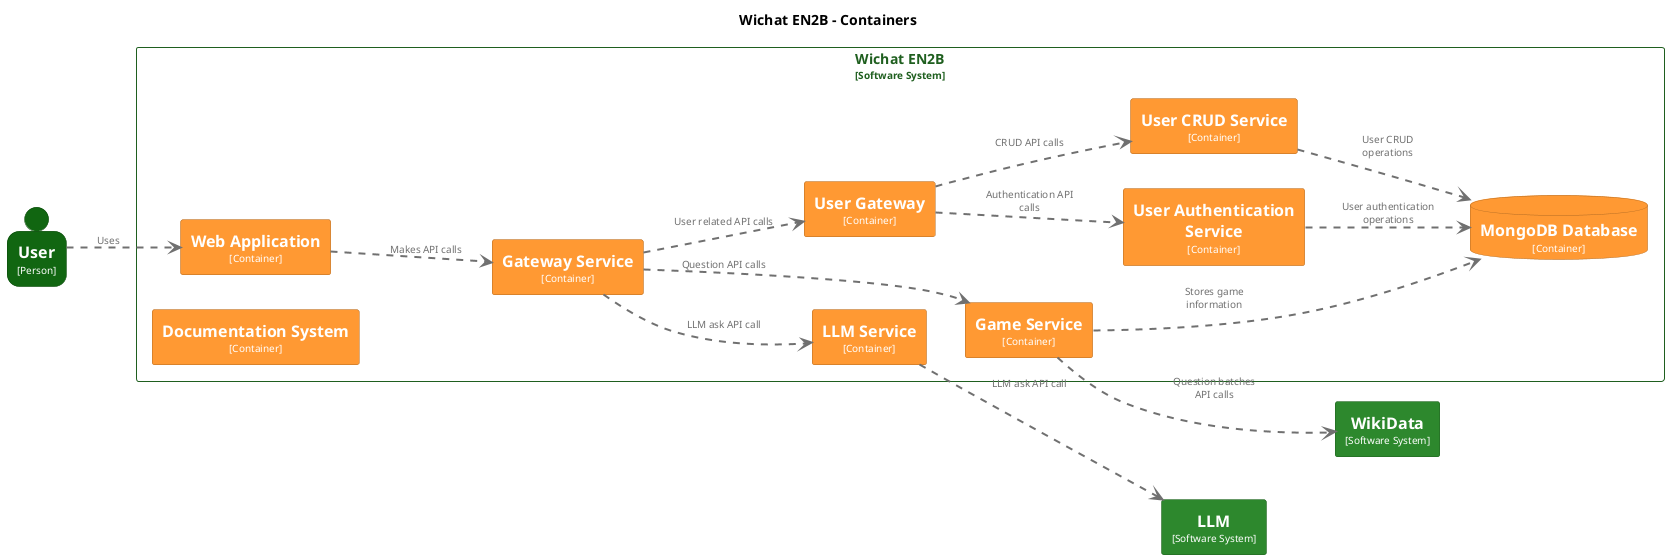 Wichat EN2B - Containers
Wichat EN2B
[Software System]
User
[Person]
Uses
Web Application
[Container]
Documentation System
[Container]
Makes API calls
Gateway Service
[Container]
User related API calls
Question API calls
LLM ask API call
User Gateway
[Container]
LLM Service
[Container]
CRUD API calls
Authentication API
calls
Game Service
[Container]
LLM ask API call
User CRUD Service
[Container]
User Authentication
Service
[Container]
Stores game
information
Question batches
API calls
User CRUD
operations
User authentication
operations
MongoDB Database
[Container]
WikiData
[Software System]
LLM
[Software System]